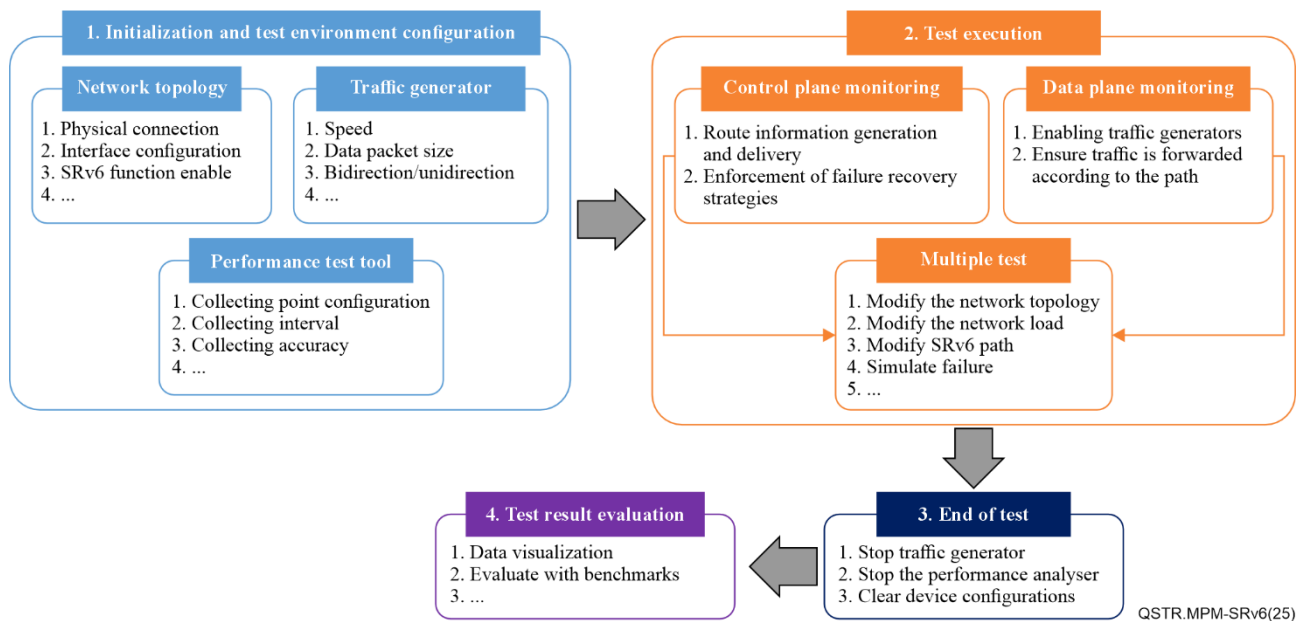 1. Initialization and test environment configuration
Network topology
1. Physical connection
2. Interface configuration
3. SRv6 function enable
4. ...
Traffic generator
1. Speed
2. Data packet size
3. Bidirection/unidirection
4. ...
Performance test tool
1. Collecting point configuration
2. Collecting interval
3. Collecting accuracy
4. ...
2. Test execution
Control plane monitoring
1. Route information generation
and delivery
2. Enforcement of failure recovery
strategies
Data plane monitoring
1. Enabling traffic generators
2. Ensure traffic is forwarded
according to the path
Multiple test
1. Modify the network topology
2. Modify the network load
3. Modify SRv6 path
4. Simulate failure
5. ...
3. End of test
1. Stop traffic generator
2. Stop the performance analyser
3. Clear device configurations
4. Test result evaluation
1. Data visualization
2. Evaluate with benchmarks
3. ...
QSTR.MPM-SRv6(25)